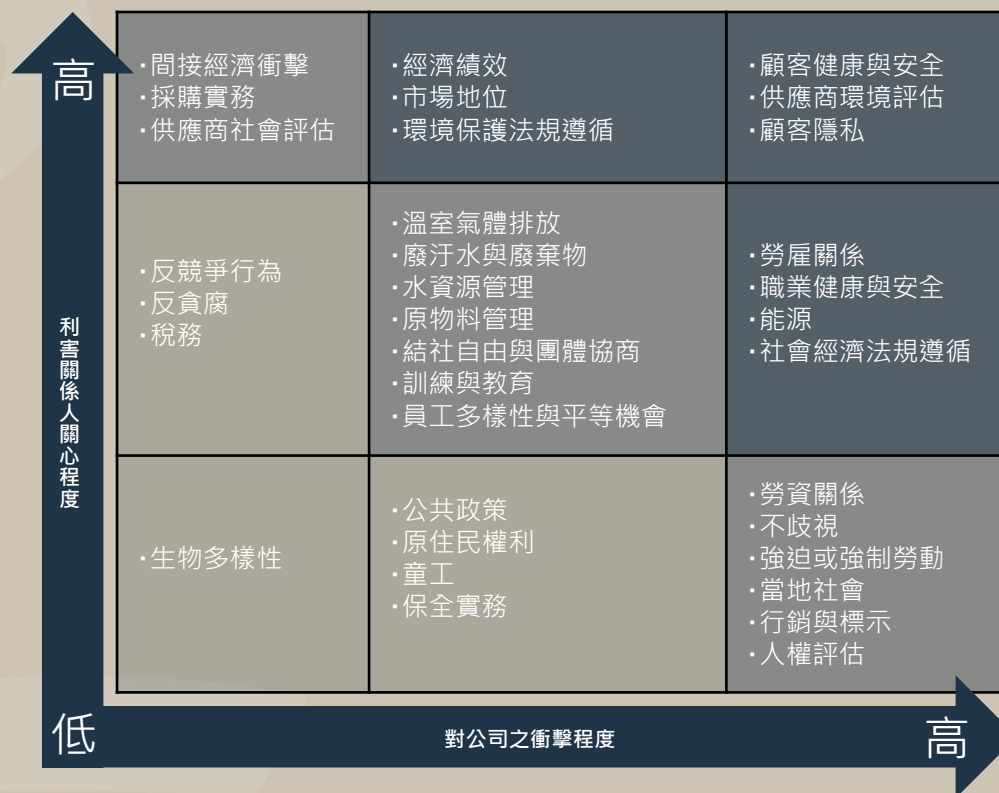 高
·間接經濟衝擊
·採購實務
·供應商社會評估
·經濟績效
·市場地位
·環境保護法規遵循
·顧客健康與安全
·供應商環境評估
·顧客隱私
利害關係人關心程度
·反競爭行為
·反貪腐
·稅務
·溫室氣體排放
·廢汙水與廢棄物
·水資源管理
·原物料管理
·結社自由與團體協商
·訓練與教育
·員工多樣性與平等機會
·勞雇關係
·職業健康與安全
·能源
·社會經濟法規遵循
·生物多樣性
·公共政策
·原住民權利
·童工
·保全實務
·勞資關係
·不歧視
·強迫或強制勞動
·當地社會
·行銷與標示
·人權評估
低
對公司之衝擊程度
高